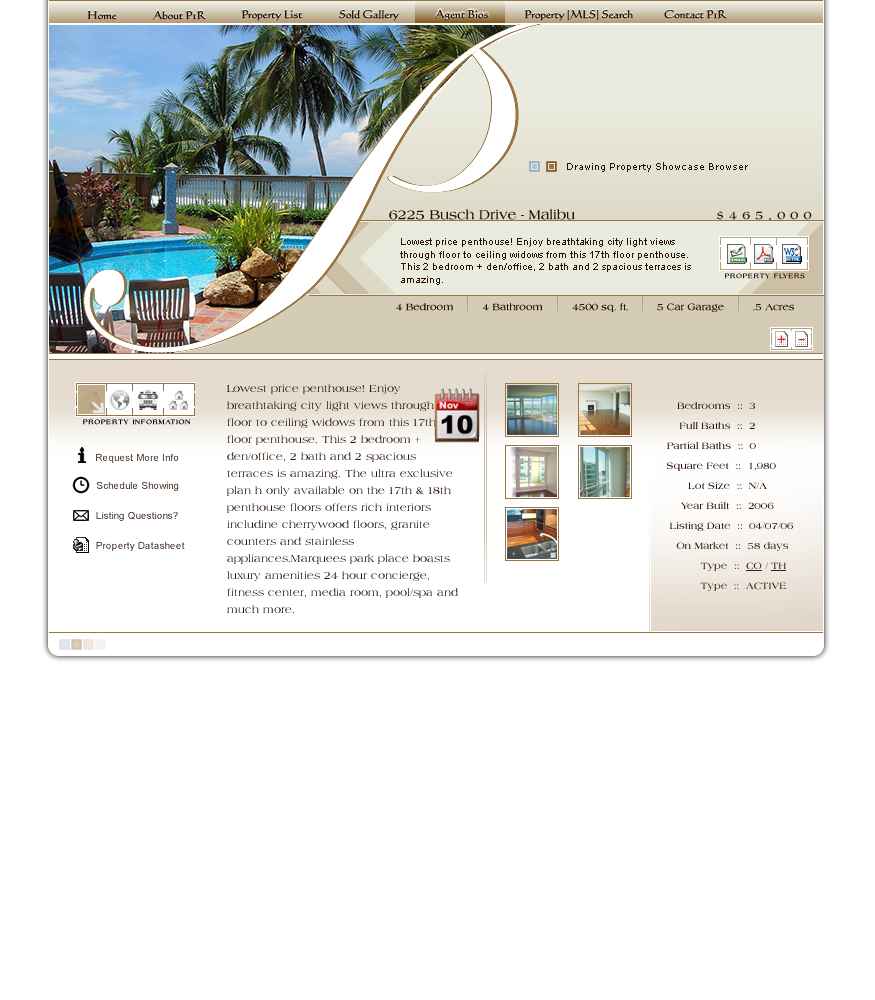 Home About P1R Property List Sold Gallery Agent Bios Property [MLS] Search Contact P1R
Drawing Property Showcase Browser
6225 Busch Drive - Malibu $465,000
Lowest price penthouse! Enjoy breathtaking city light views
through floor to ceiling widows from this 17th floor penthouse.
This 2 bedroom + den/office, 2 bath and 2 spacious terraces is
amazing.
PROPERTY FLYERS
4 Bedroom 4 Bathroom 4500 sq. ft. 5 Car Garage .5 Acres
PROPERTY INFORMATION
Request More Info
Schedule Showing
Listing Questions?
Property Datasheet
Lowest price penthouse! Enjoy
breathtaking city light views through
floor to ceiling widows from this 17th
floor penthouse. This 2 bedroom +
den/office, 2 bath and 2 spacious
terraces is amazing. The ultra exclusive
plan h only available on the 17th & 18th
penthouse floors offers rich interiors
includine cherrywood floors, granite
counters and stainless
appliances,Marquees park place boasts
luxury amenities 24 hour concierge,
fitness center, media room, pool/spa and
much more.
Nov
10
Bedrooms :: 3
Full Baths :: 2
Partial Baths :: 0
Square Feet :: 1,980
Lot Size :: N/A
Year Built :: 2006
Listing Date :: 04/07/06
On Market :: 58 days
Type :: CO / TH
Type :: ACTIVE